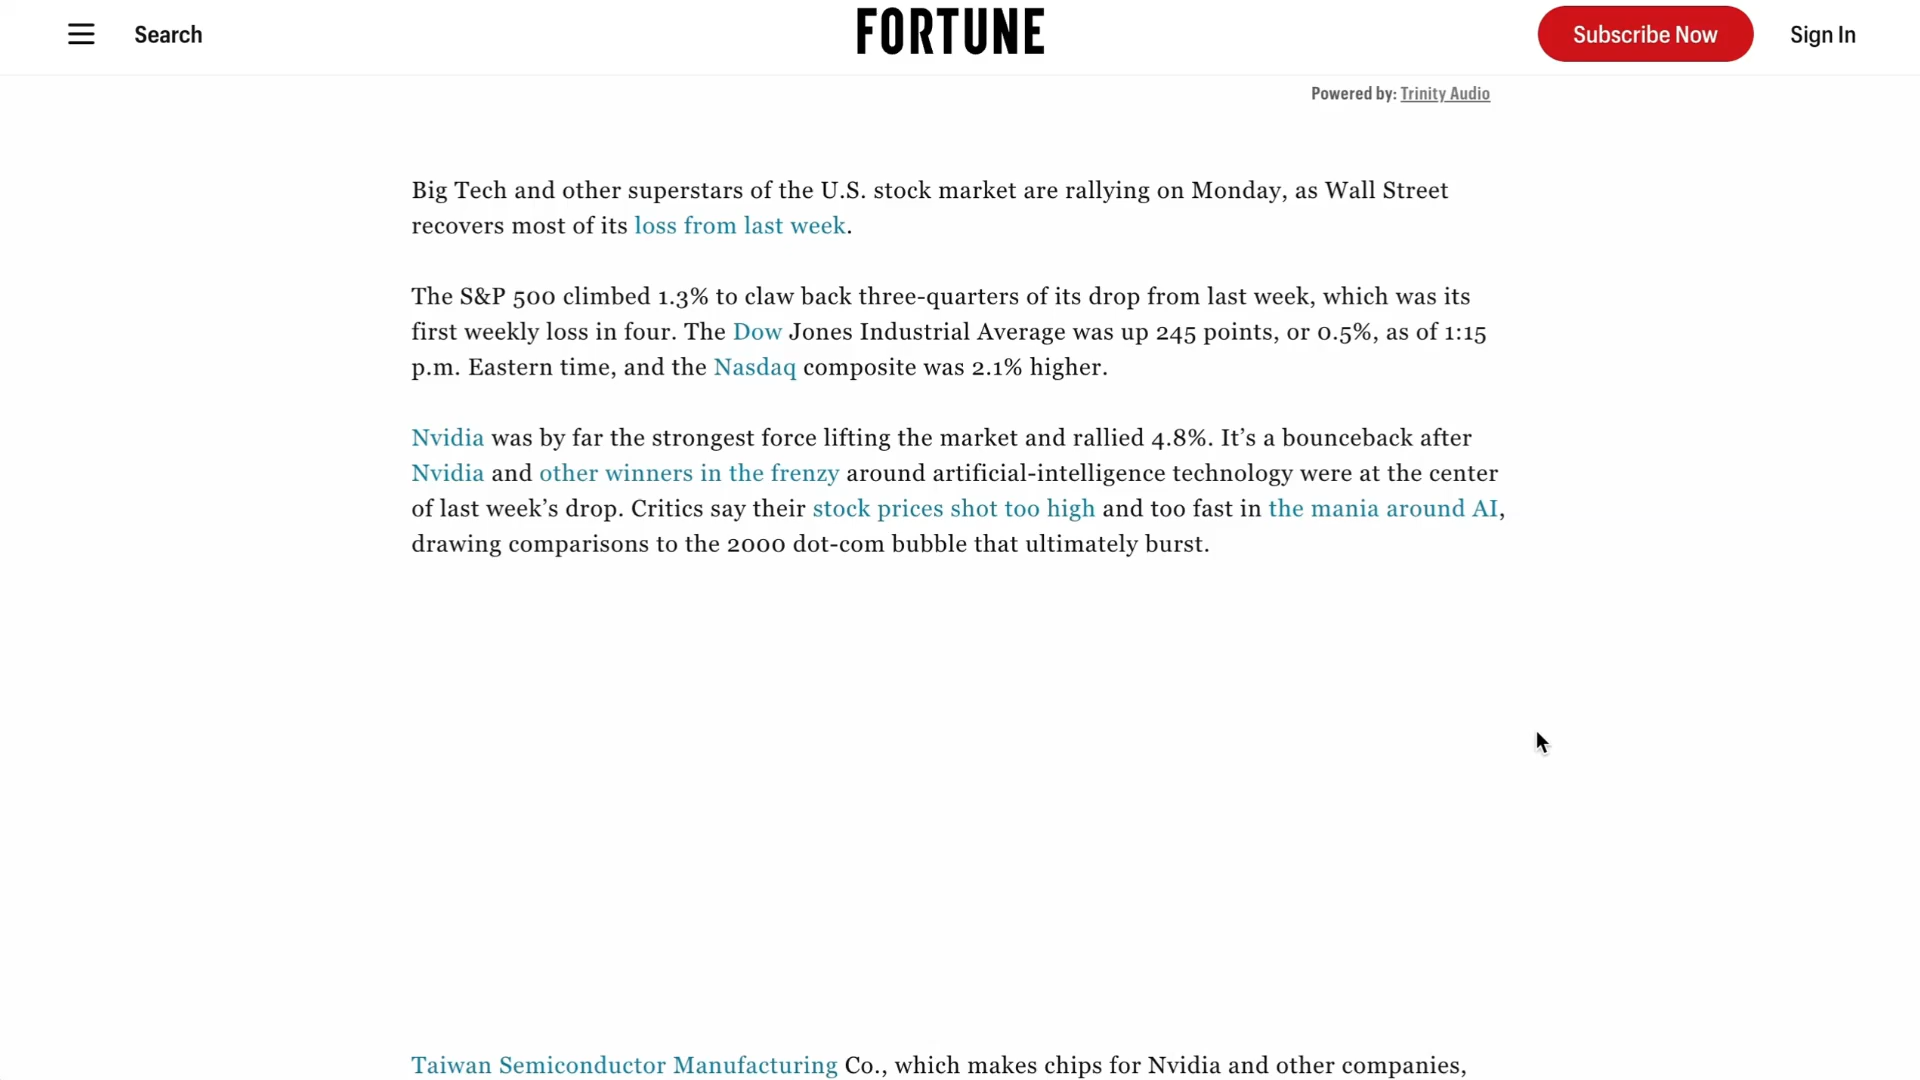 Search
FORTUNE
Subscribe Now
Sign In
Powered by: Trinity Audio
Big Tech and other superstars of the U.S. stock market are rallying on Monday, as Wall Street
recovers most of its loss from last week.
The S&P 500 climbed 1.3% to claw back three-quarters of its drop from last week, which was its
first weekly loss in four. The Dow Jones Industrial Average was up 245 points, or 0.5%, as of 1:15
p.m. Eastern time, and the Nasdaq composite was 2.1% higher.
Nvidia was by far the strongest force lifting the market and rallied 4.8%. It’s a bounceback after
Nvidia and other winners in the frenzy around artificial-intelligence technology were at the center
of last week’s drop. Critics say their stock prices shot too high and too fast in the mania around AI,
drawing comparisons to the 2000 dot-com bubble that ultimately burst.
Taiwan Semiconductor Manufacturing Co., which makes chips for Nvidia and other companies,